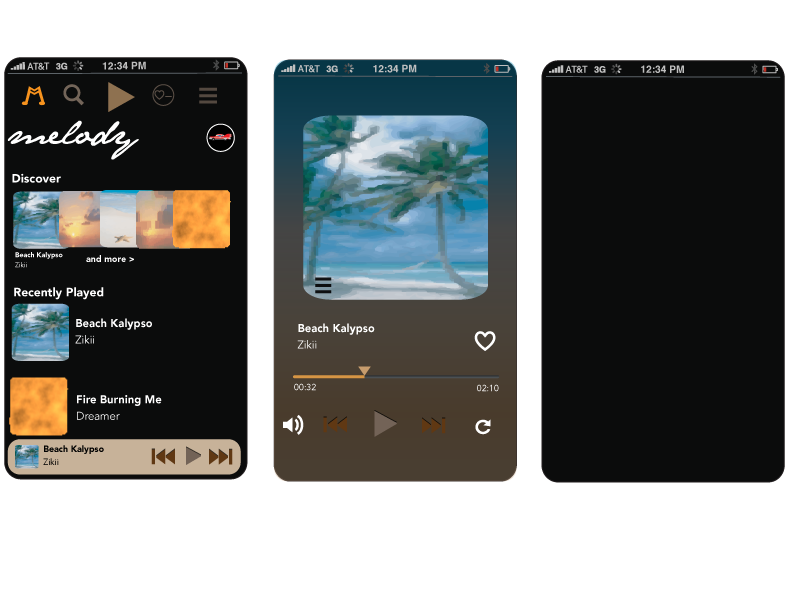 AT&T 3G 12:34 PM
melody
Discover
Beach Kalypso
Zikii
and more >
Recently Played
Beach Kalypso
Zikii
Fire Burning Me
Dreamer
Beach Kalypso
Zikii
AT&T 3G 12:34 PM
Beach Kalypso
Zikii
00:32 02:10
AT&T 3G 12:34 PM